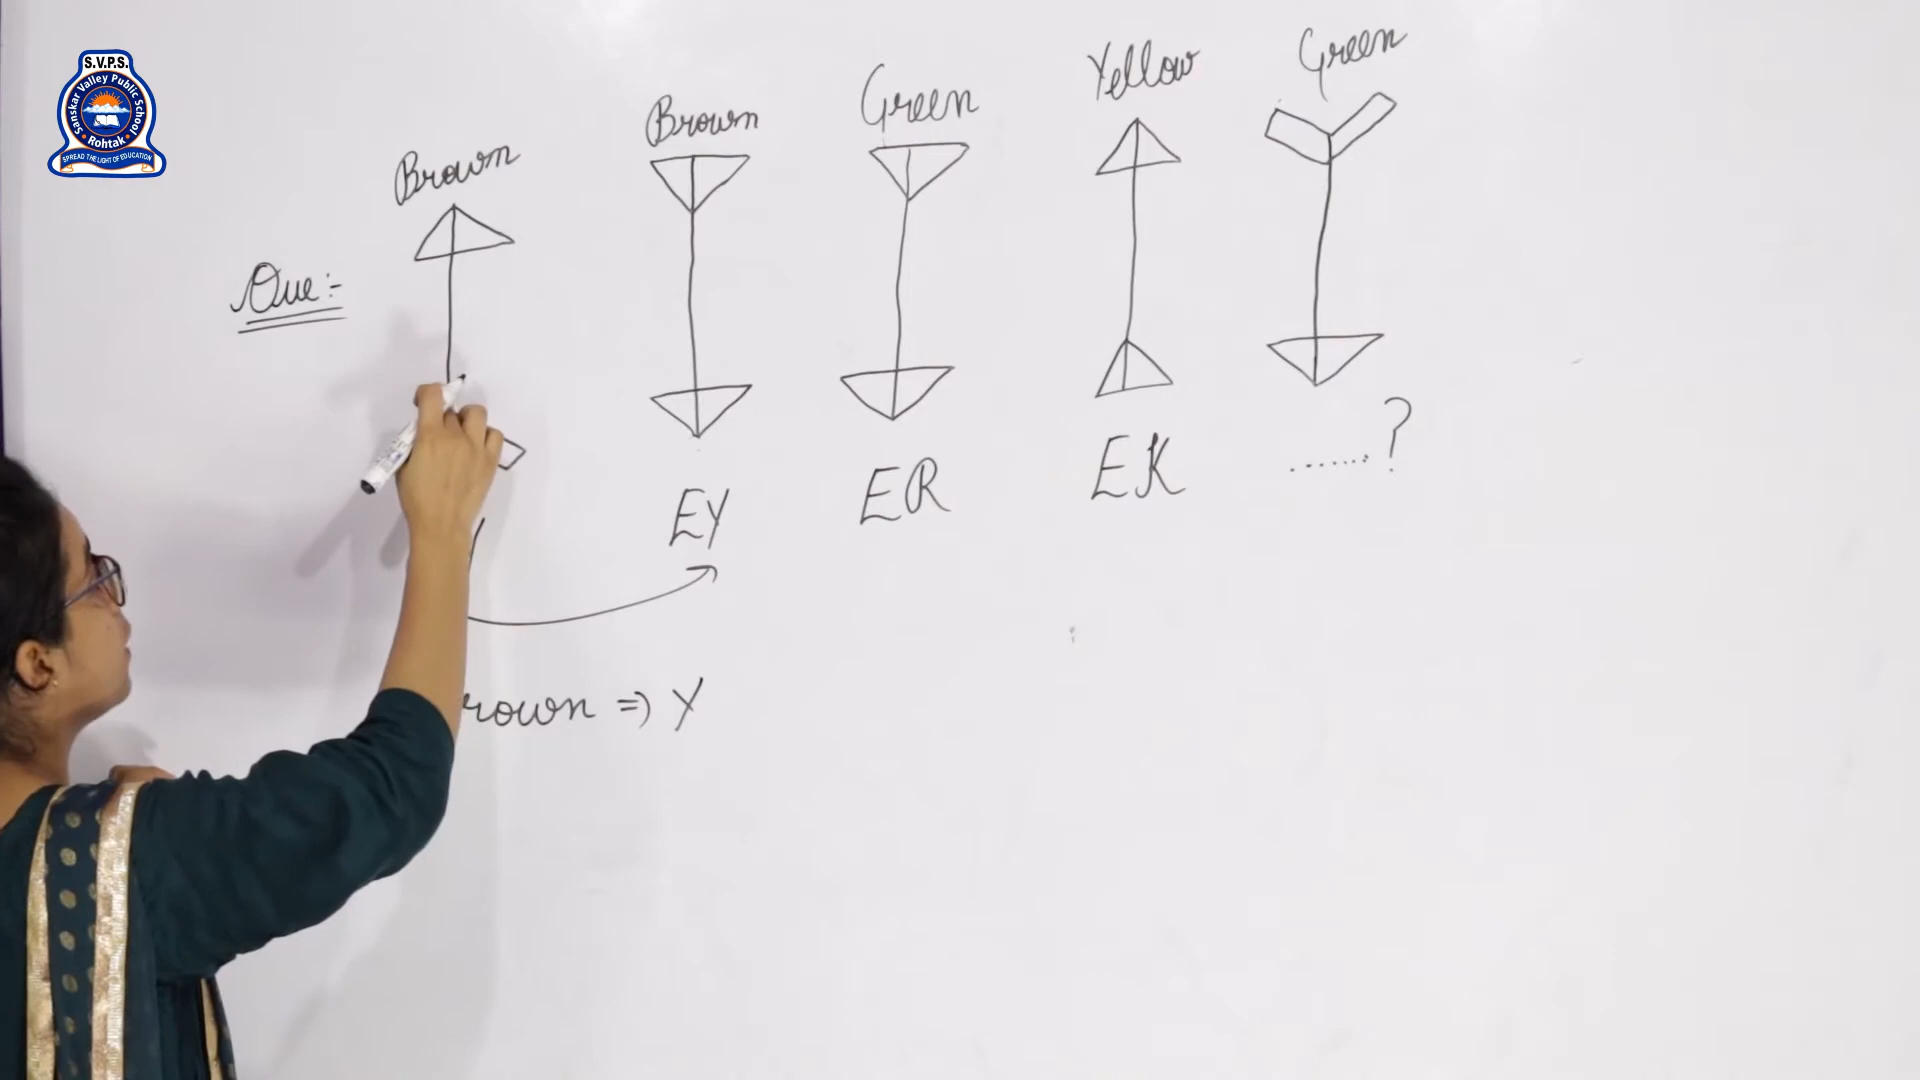 S.V.P.S.
Sanskar Valley Public School
Rohtak
SPREAD THE LIGHT OF EDUCATION
Brown Brown Green Yellow Green
Que:-
EY ER EK ......?
rown => Y